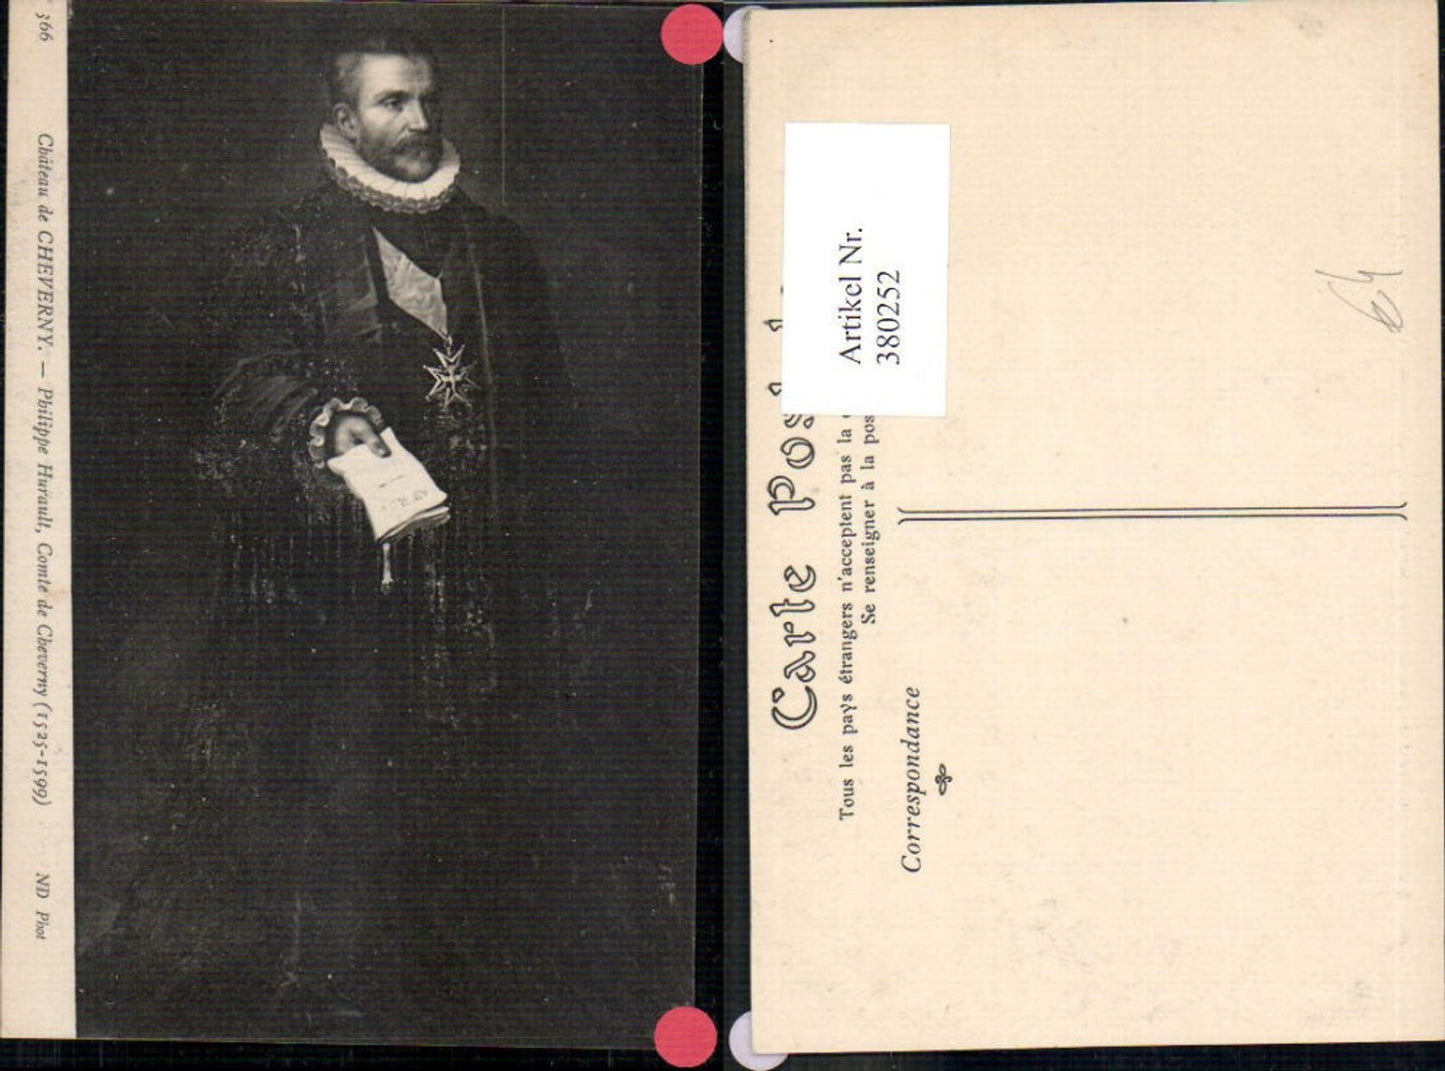 366 Château de CHEVERNY. — Philippe Hurault, Comte de Cheverny (1525-1599) ND Phot
Carte Pos
Tous les pays étrangers n'acceptent pas la
Se renseigner à la pos
Correspondance
Artikel Nr.
380252